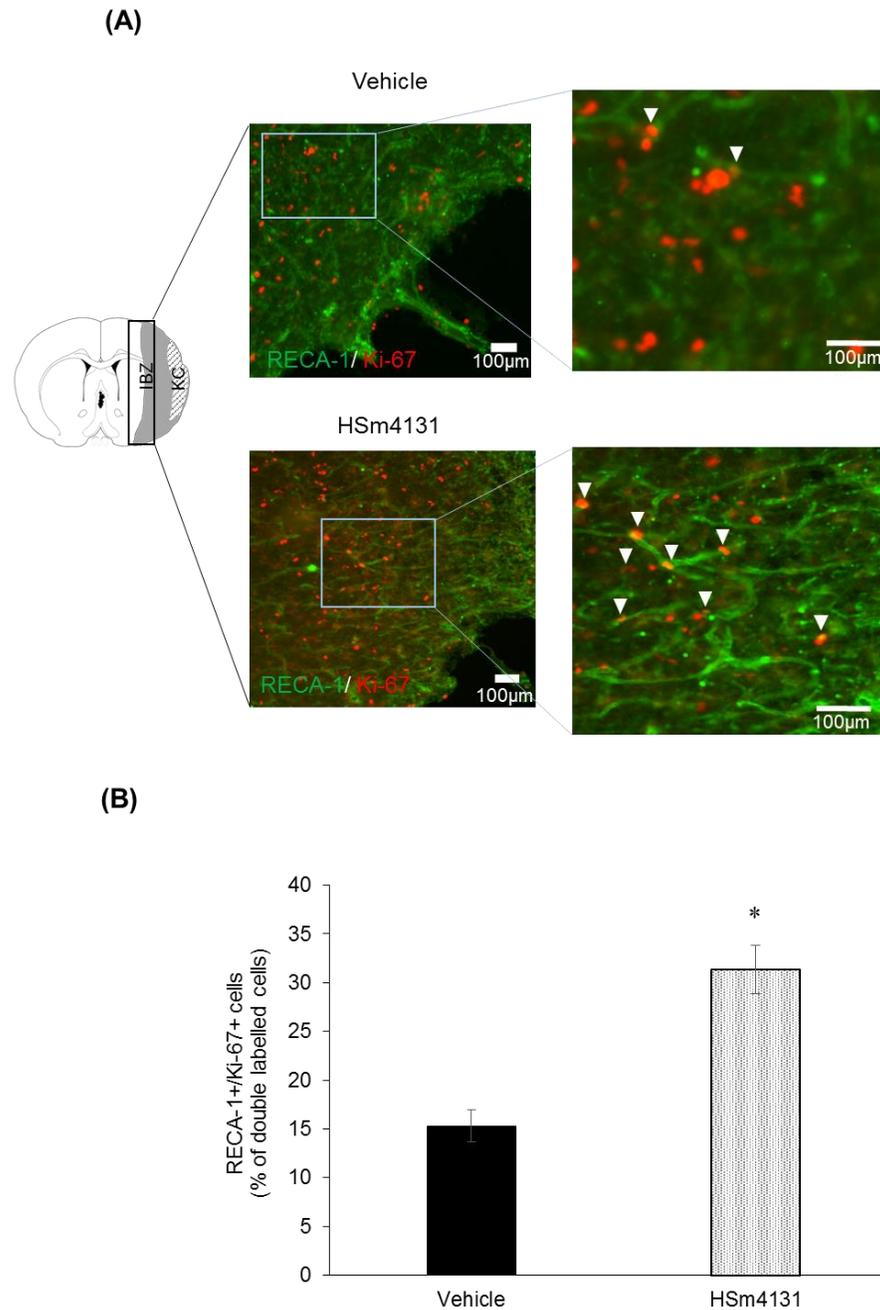 (A)
Vehicle
RECA-1/ Ki-67
100µm
100µm
IBZ
KC
HSm4131
RECA-1/ Ki-67
100µm
100µm
(B)
RECA-1+/Ki-67+ cells
(% of double labelled cells)
40
35
30
25
20
15
10
5
0
*
Vehicle
HSm4131